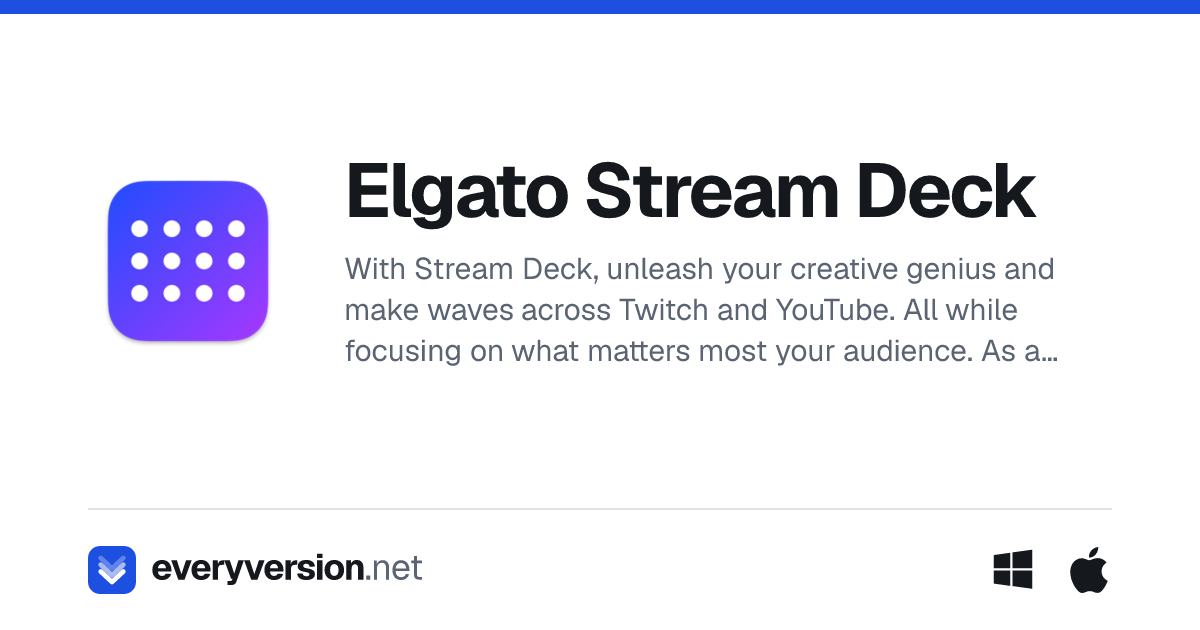 Elgato Stream Deck
With Stream Deck, unleash your creative genius and
make waves across Twitch and YouTube. All while
focusing on what matters most your audience. As a...
everyversion.net